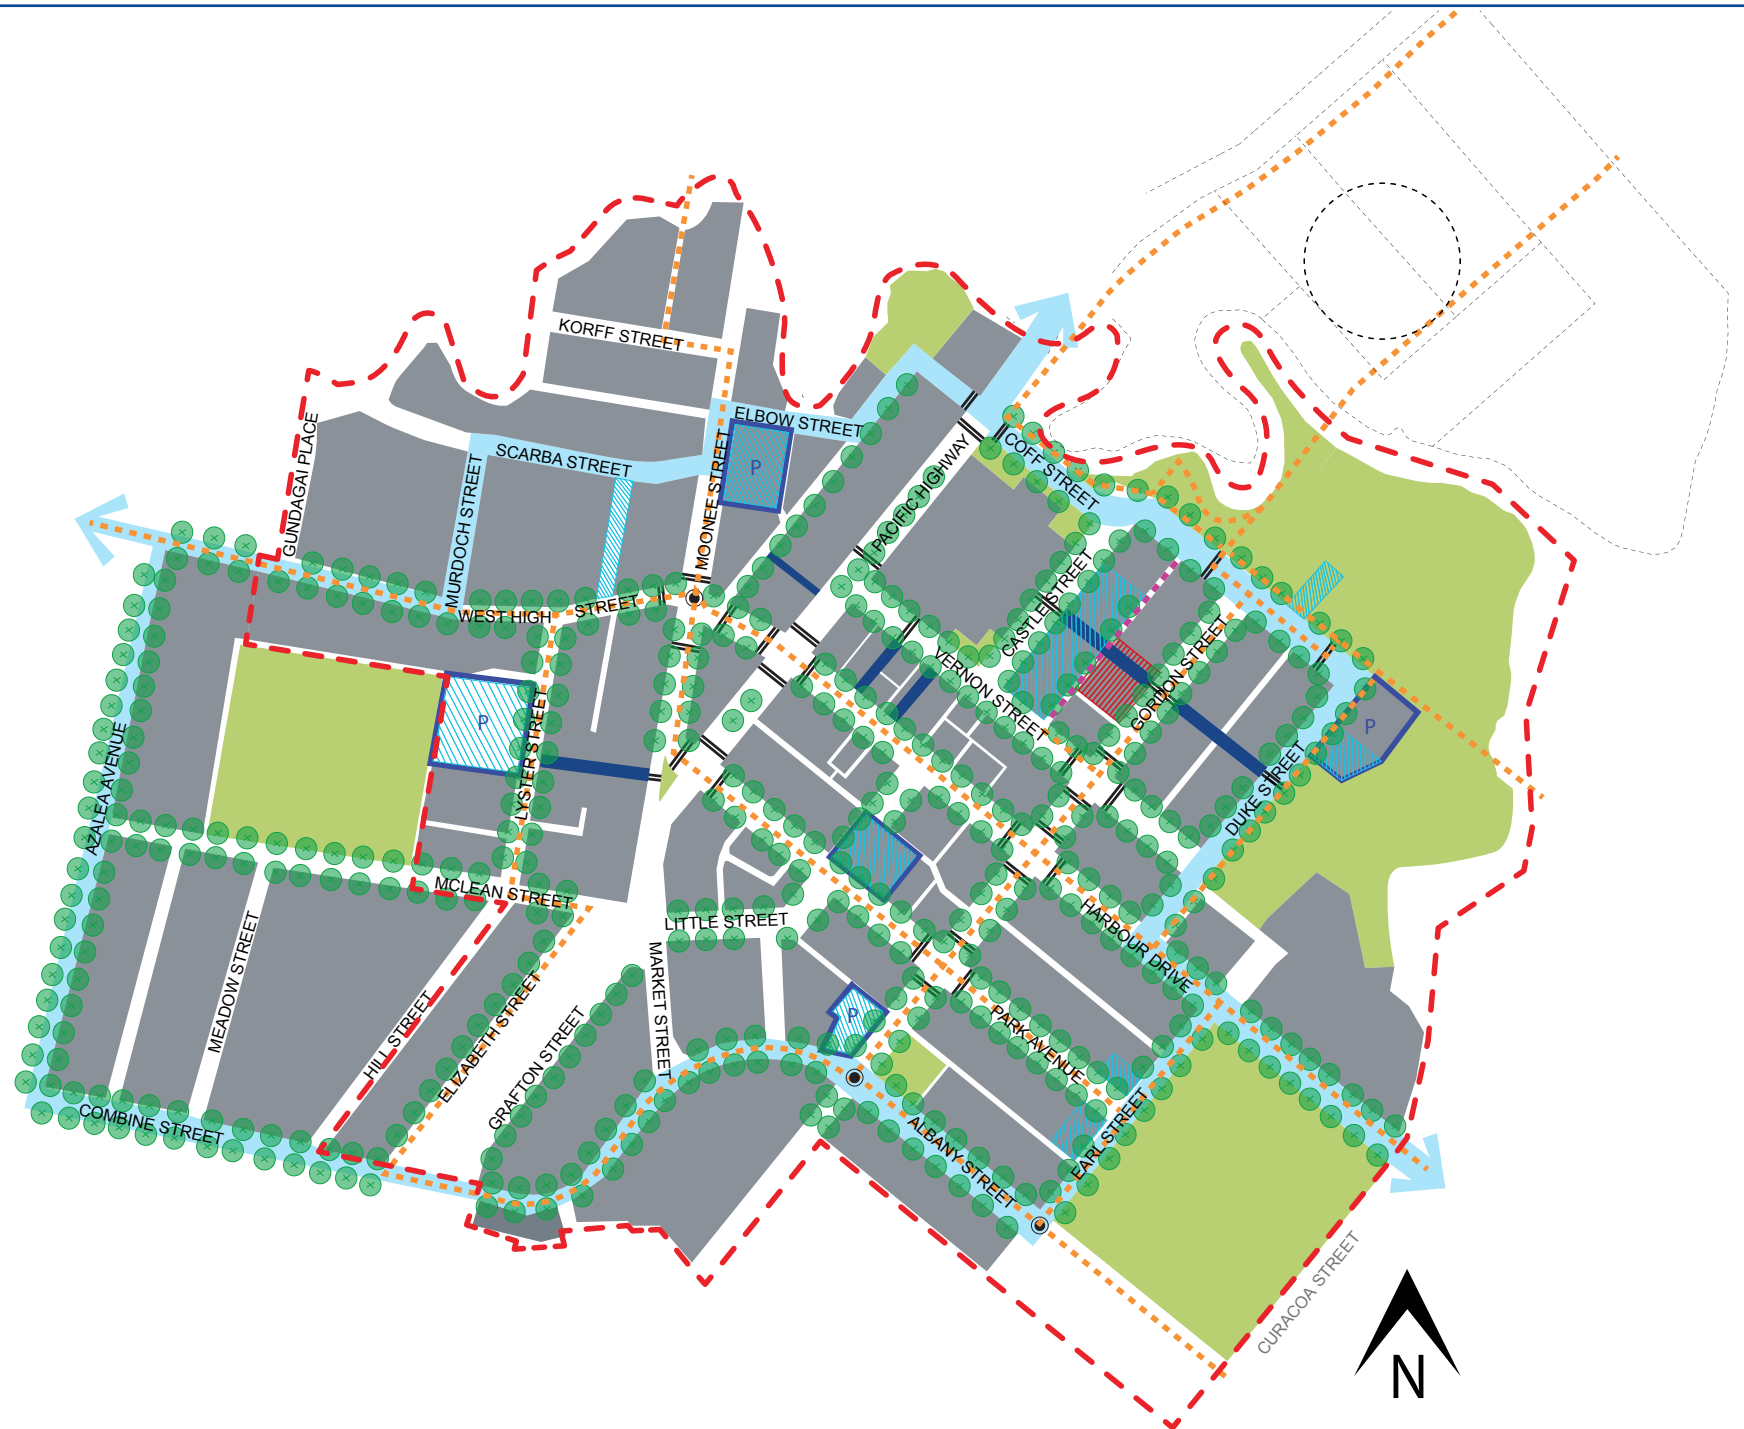 KORFF STREET
ELBOW STREET
GUNDAGAI PLACE
SCARBA STREET
MURDOCH STREET
MOONEE STREET
P
PACIFIC HIGHWAY
COFF STREET
WEST HIGH STREET
CASTLE STREET
VERNON STREET
GORDON STREET
P
LYSTER STREET
P
AZALEA AVENUE
DUKE STREET
MCLEAN STREET
LITTLE STREET
HARBOUR DRIVE
MEADOW STREET
HILL STREET
ELIZABETH STREET
GRAFTON STREET
MARKET STREET
P
PARK AVENUE
COMBINE STREET
ALBANY STREET
EARL STREET
CURACOA STREET
N